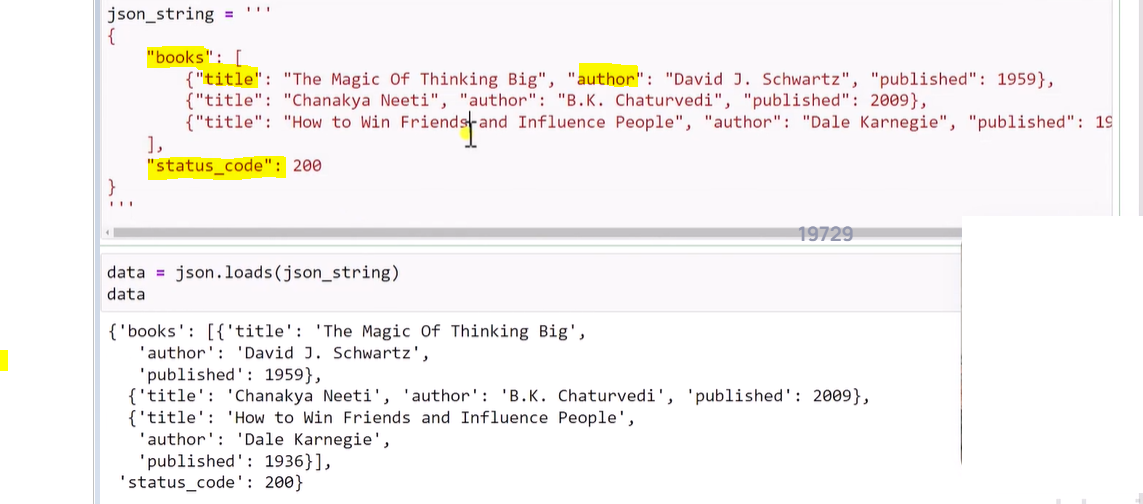 json_string = '''
{
    "books": [
        {"title": "The Magic Of Thinking Big", "author": "David J. Schwartz", "published": 1959},
        {"title": "Chanakya Neeti", "author": "B.K. Chaturvedi", "published": 2009},
        {"title": "How to Win Friends and Influence People", "author": "Dale Karnegie", "published": 19
    ],
    "status_code": 200
}
'''
19729
data = json.loads(json_string)
data
{'books': [{'title': 'The Magic Of Thinking Big',
   'author': 'David J. Schwartz',
   'published': 1959},
  {'title': 'Chanakya Neeti', 'author': 'B.K. Chaturvedi', 'published': 2009},
  {'title': 'How to Win Friends and Influence People',
   'author': 'Dale Karnegie',
   'published': 1936}],
 'status_code': 200}